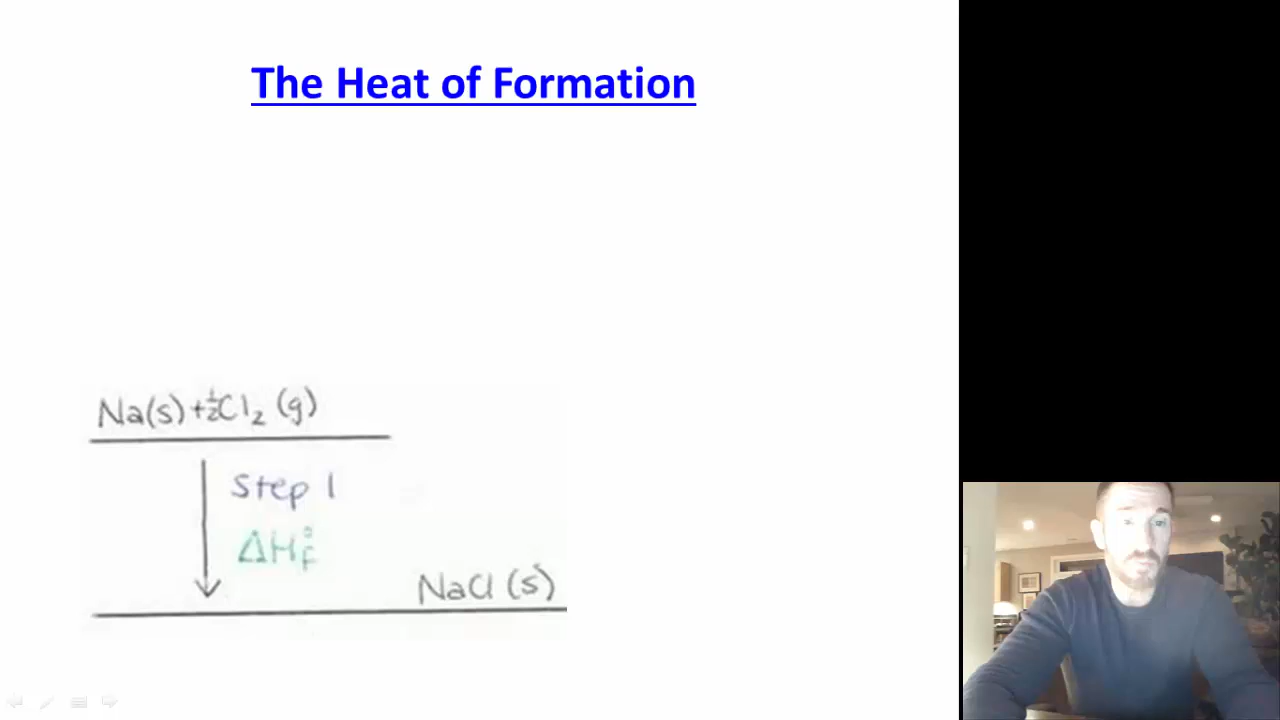 The Heat of Formation
Na(s)+½Cl₂ (g)
Step 1
ΔH°f
NaCl (s)